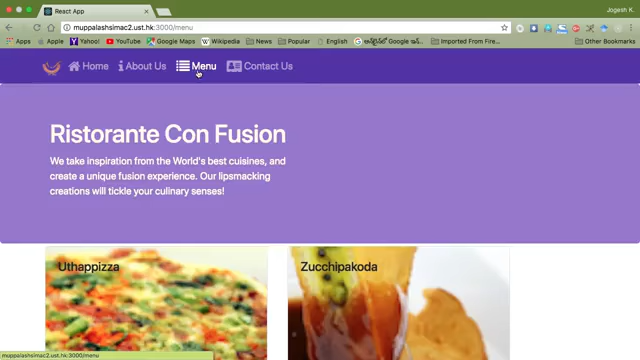 React App
Jogesh K.
muppalashsimac2.ust.hk:3000/menu
Apps Apple Yahoo! YouTube Google Maps Wikipedia News Popular English Imported From Fire... Other Bookmarks
Home About Us Menu Contact Us
Ristorante Con Fusion
We take inspiration from the World's best cuisines, and
create a unique fusion experience. Our lipsmacking
creations will tickle your culinary senses!
Uthappizza
Zucchipakoda
muppalashsimac2.ust.hk:3000/menu